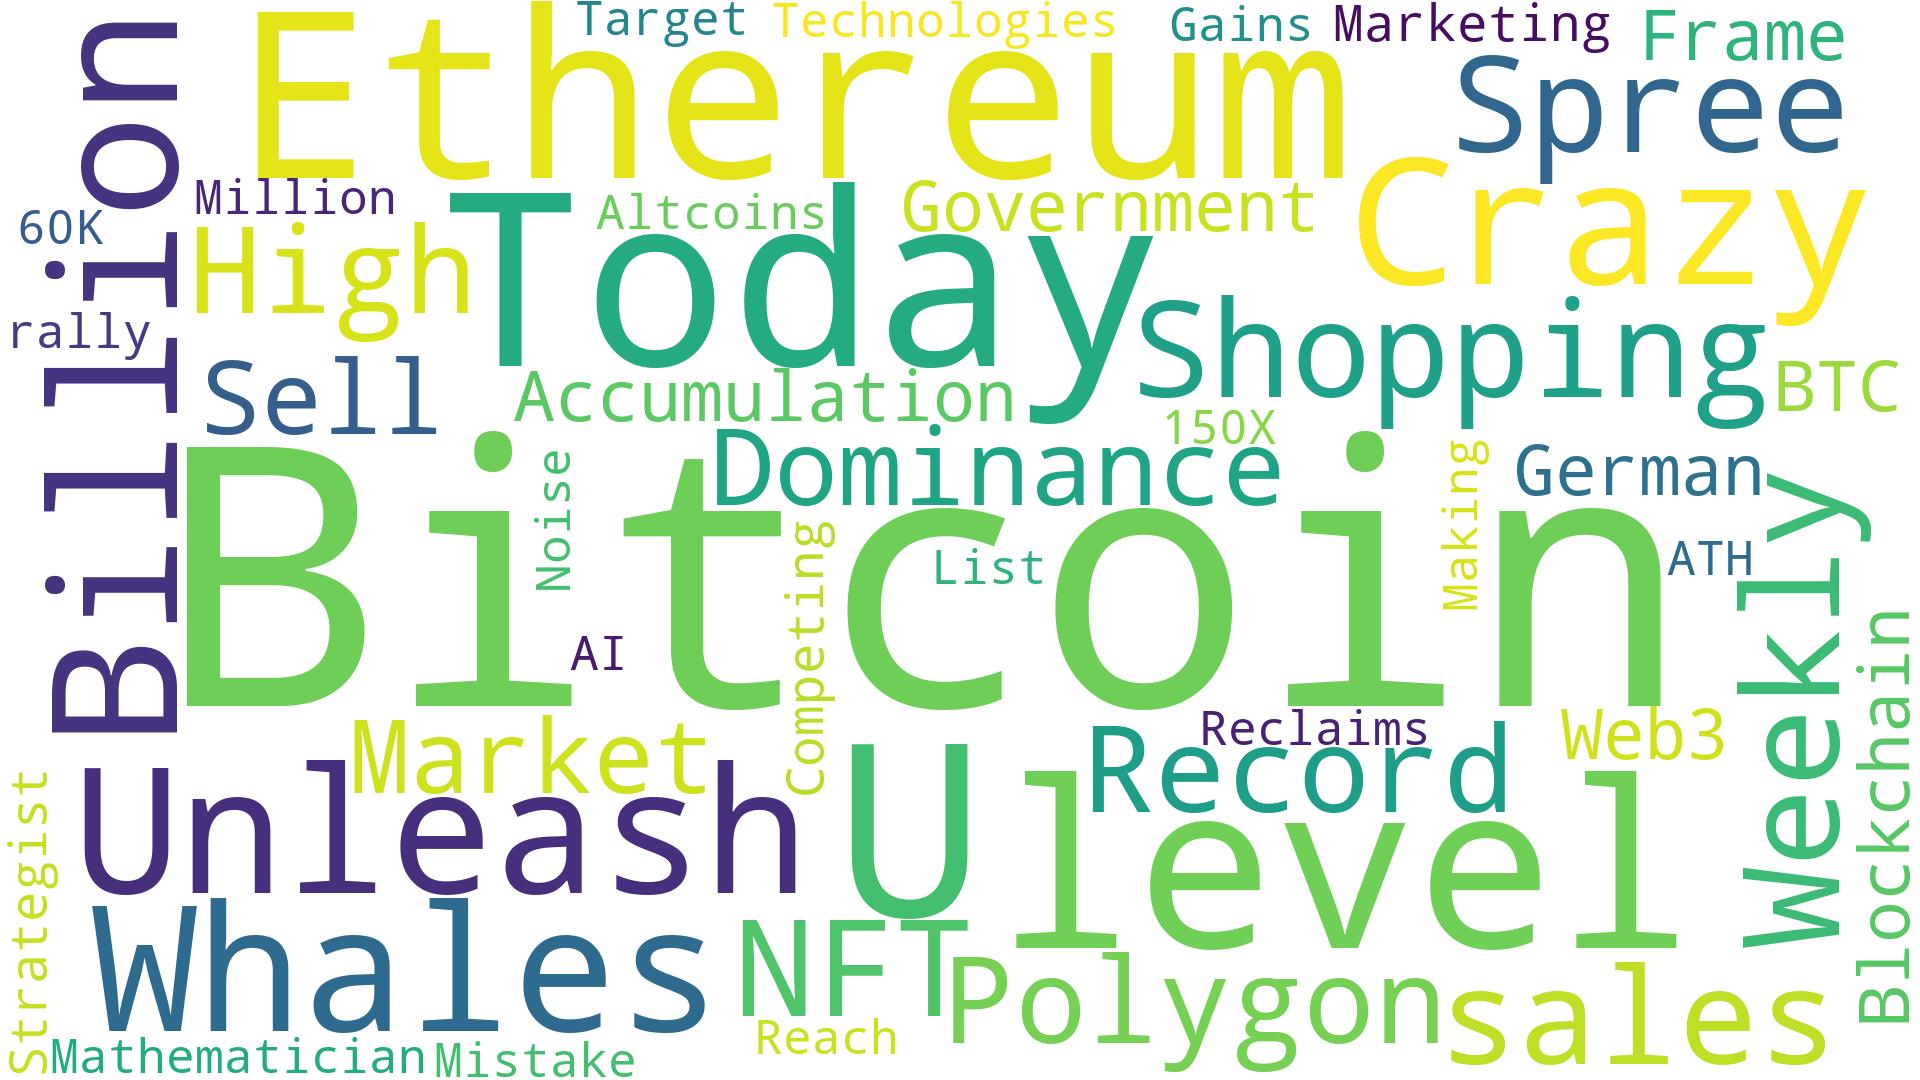 Target
Technologies
Gains
Marketing
Frame
Ethereum
Billion
Spree
Million
Altcoins
Government
Crazy
60K
High
Today
rally
Shopping
Sell
Accumulation
BTC
150X
Bitcoin
Noise
Dominance
Making
German
Competing
List
ATH
Weekly
AI
Blockchain
Market
Reclaims
Record
Web3
Strategist
Unleash
U
level
Whales
NFT
Polygon
sales
Reach
Mathematician
Mistake